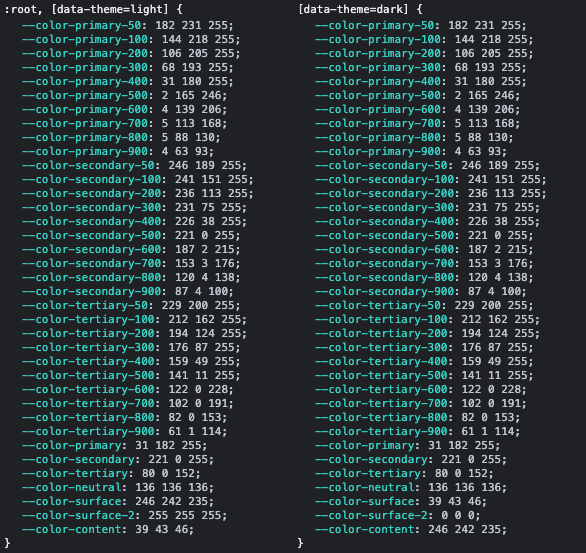 :root, [data-theme=light] {
--color-primary-50: 182 231 255;
--color-primary-100: 144 218 255;
--color-primary-200: 106 205 255;
--color-primary-300: 68 193 255;
--color-primary-400: 31 180 255;
--color-primary-500: 2 165 246;
--color-primary-600: 4 139 206;
--color-primary-700: 5 113 168;
--color-primary-800: 5 88 130;
--color-primary-900: 4 63 93;
--color-secondary-50: 246 189 255;
--color-secondary-100: 241 151 255;
--color-secondary-200: 236 113 255;
--color-secondary-300: 231 75 255;
--color-secondary-400: 226 38 255;
--color-secondary-500: 221 0 255;
--color-secondary-600: 187 2 215;
--color-secondary-700: 153 3 176;
--color-secondary-800: 120 4 138;
--color-secondary-900: 87 4 100;
--color-tertiary-50: 229 200 255;
--color-tertiary-100: 212 162 255;
--color-tertiary-200: 194 124 255;
--color-tertiary-300: 176 87 255;
--color-tertiary-400: 159 49 255;
--color-tertiary-500: 141 11 255;
--color-tertiary-600: 122 0 228;
--color-tertiary-700: 102 0 191;
--color-tertiary-800: 82 0 153;
--color-tertiary-900: 61 1 114;
--color-primary: 31 182 255;
--color-secondary: 221 0 255;
--color-tertiary: 80 0 152;
--color-neutral: 136 136 136;
--color-surface: 246 242 235;
--color-surface-2: 255 255 255;
--color-content: 39 43 46;
}
[data-theme=dark] {
--color-primary-50: 182 231 255;
--color-primary-100: 144 218 255;
--color-primary-200: 106 205 255;
--color-primary-300: 68 193 255;
--color-primary-400: 31 180 255;
--color-primary-500: 2 165 246;
--color-primary-600: 4 139 206;
--color-primary-700: 5 113 168;
--color-primary-800: 5 88 130;
--color-primary-900: 4 63 93;
--color-secondary-50: 246 189 255;
--color-secondary-100: 241 151 255;
--color-secondary-200: 236 113 255;
--color-secondary-300: 231 75 255;
--color-secondary-400: 226 38 255;
--color-secondary-500: 221 0 255;
--color-secondary-600: 187 2 215;
--color-secondary-700: 153 3 176;
--color-secondary-800: 120 4 138;
--color-secondary-900: 87 4 100;
--color-tertiary-50: 229 200 255;
--color-tertiary-100: 212 162 255;
--color-tertiary-200: 194 124 255;
--color-tertiary-300: 176 87 255;
--color-tertiary-400: 159 49 255;
--color-tertiary-500: 141 11 255;
--color-tertiary-600: 122 0 228;
--color-tertiary-700: 102 0 191;
--color-tertiary-800: 82 0 153;
--color-tertiary-900: 61 1 114;
--color-primary: 31 182 255;
--color-secondary: 221 0 255;
--color-tertiary: 80 0 152;
--color-neutral: 136 136 136;
--color-surface: 39 43 46;
--color-surface-2: 0 0 0;
--color-content: 246 242 235;
}